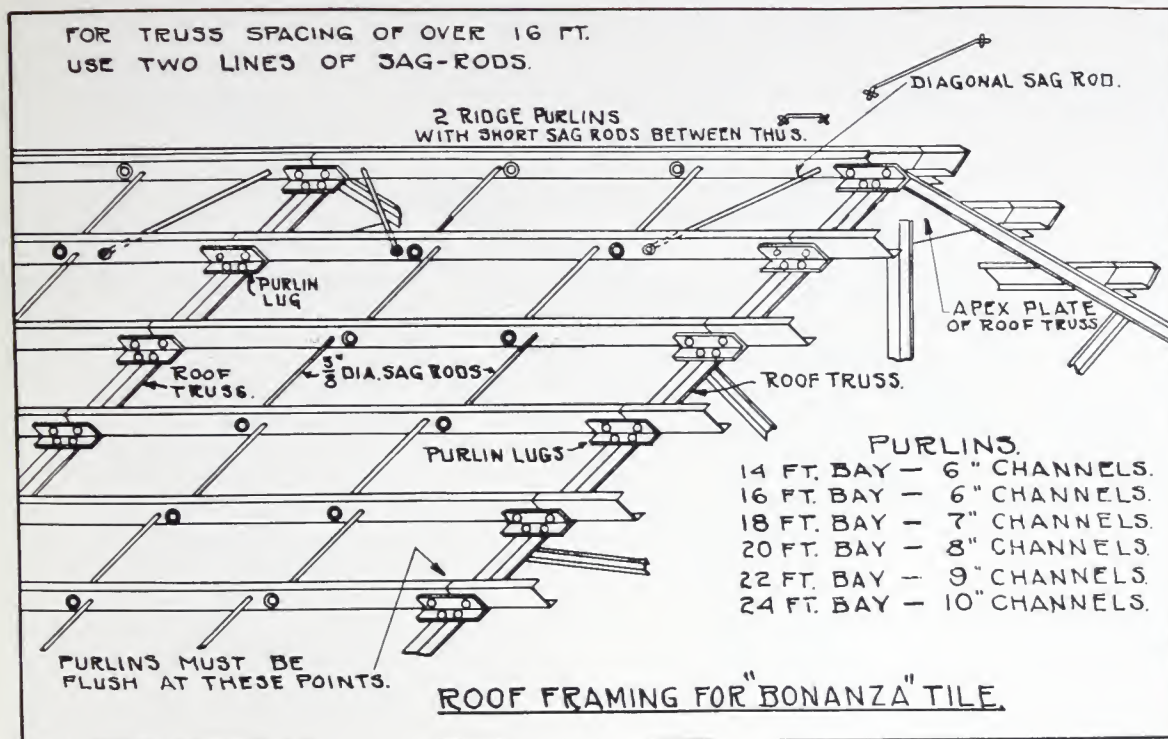 FOR TRUSS SPACING OF OVER 16 FT.
USE TWO LINES OF SAG-RODS.
DIAGONAL SAG ROD.
2 RIDGE PURLINS
WITH SHORT SAG RODS BETWEEN THUS.
PURLIN
LUG
APEX PLATE
OF ROOF TRUSS
ROOF
TRUSS.
5/8" DIA. SAG RODS
ROOF TRUSS.
PURLIN LUGS
PURLINS.
14 FT. BAY — 6" CHANNELS.
16 FT. BAY — 6" CHANNELS.
18 FT. BAY — 7" CHANNELS.
20 FT. BAY — 8" CHANNELS.
22 FT. BAY — 9" CHANNELS.
24 FT. BAY — 10" CHANNELS.
PURLINS MUST BE
FLUSH AT THESE POINTS.
ROOF FRAMING FOR "BONANZA" TILE.